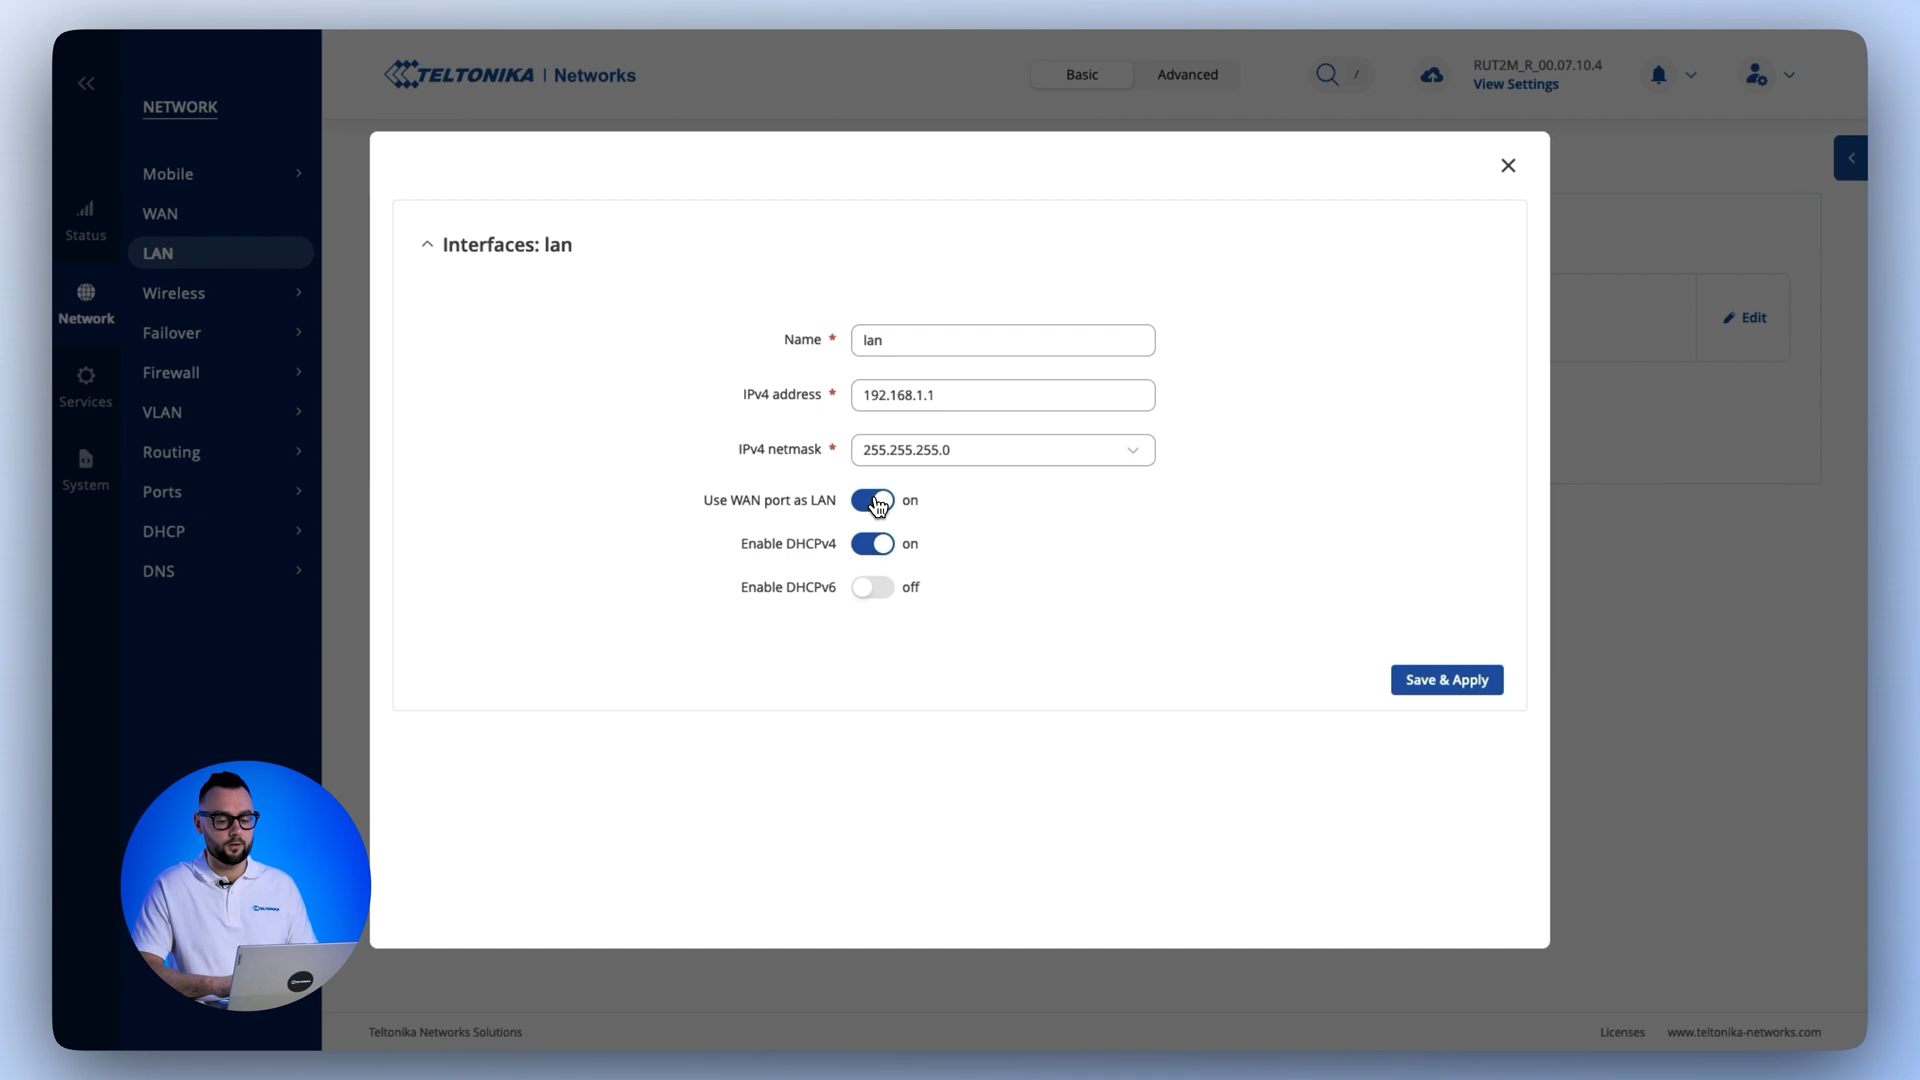 NETWORK
Mobile
WAN
LAN
Wireless
Failover
Firewall
VLAN
Routing
Ports
DHCP
DNS
Status
Network
Services
System
TELTONIKA | Networks
Basic
Advanced
/
RUT2M_R_00.07.10.4
View Settings
Edit
Interfaces: lan
Name * lan
IPv4 address * 192.168.1.1
IPv4 netmask * 255.255.255.0
Use WAN port as LAN on
Enable DHCPv4 on
Enable DHCPv6 off
Save & Apply
TELTONIKA
Teltonika Networks Solutions
Licenses
www.teltonika-networks.com